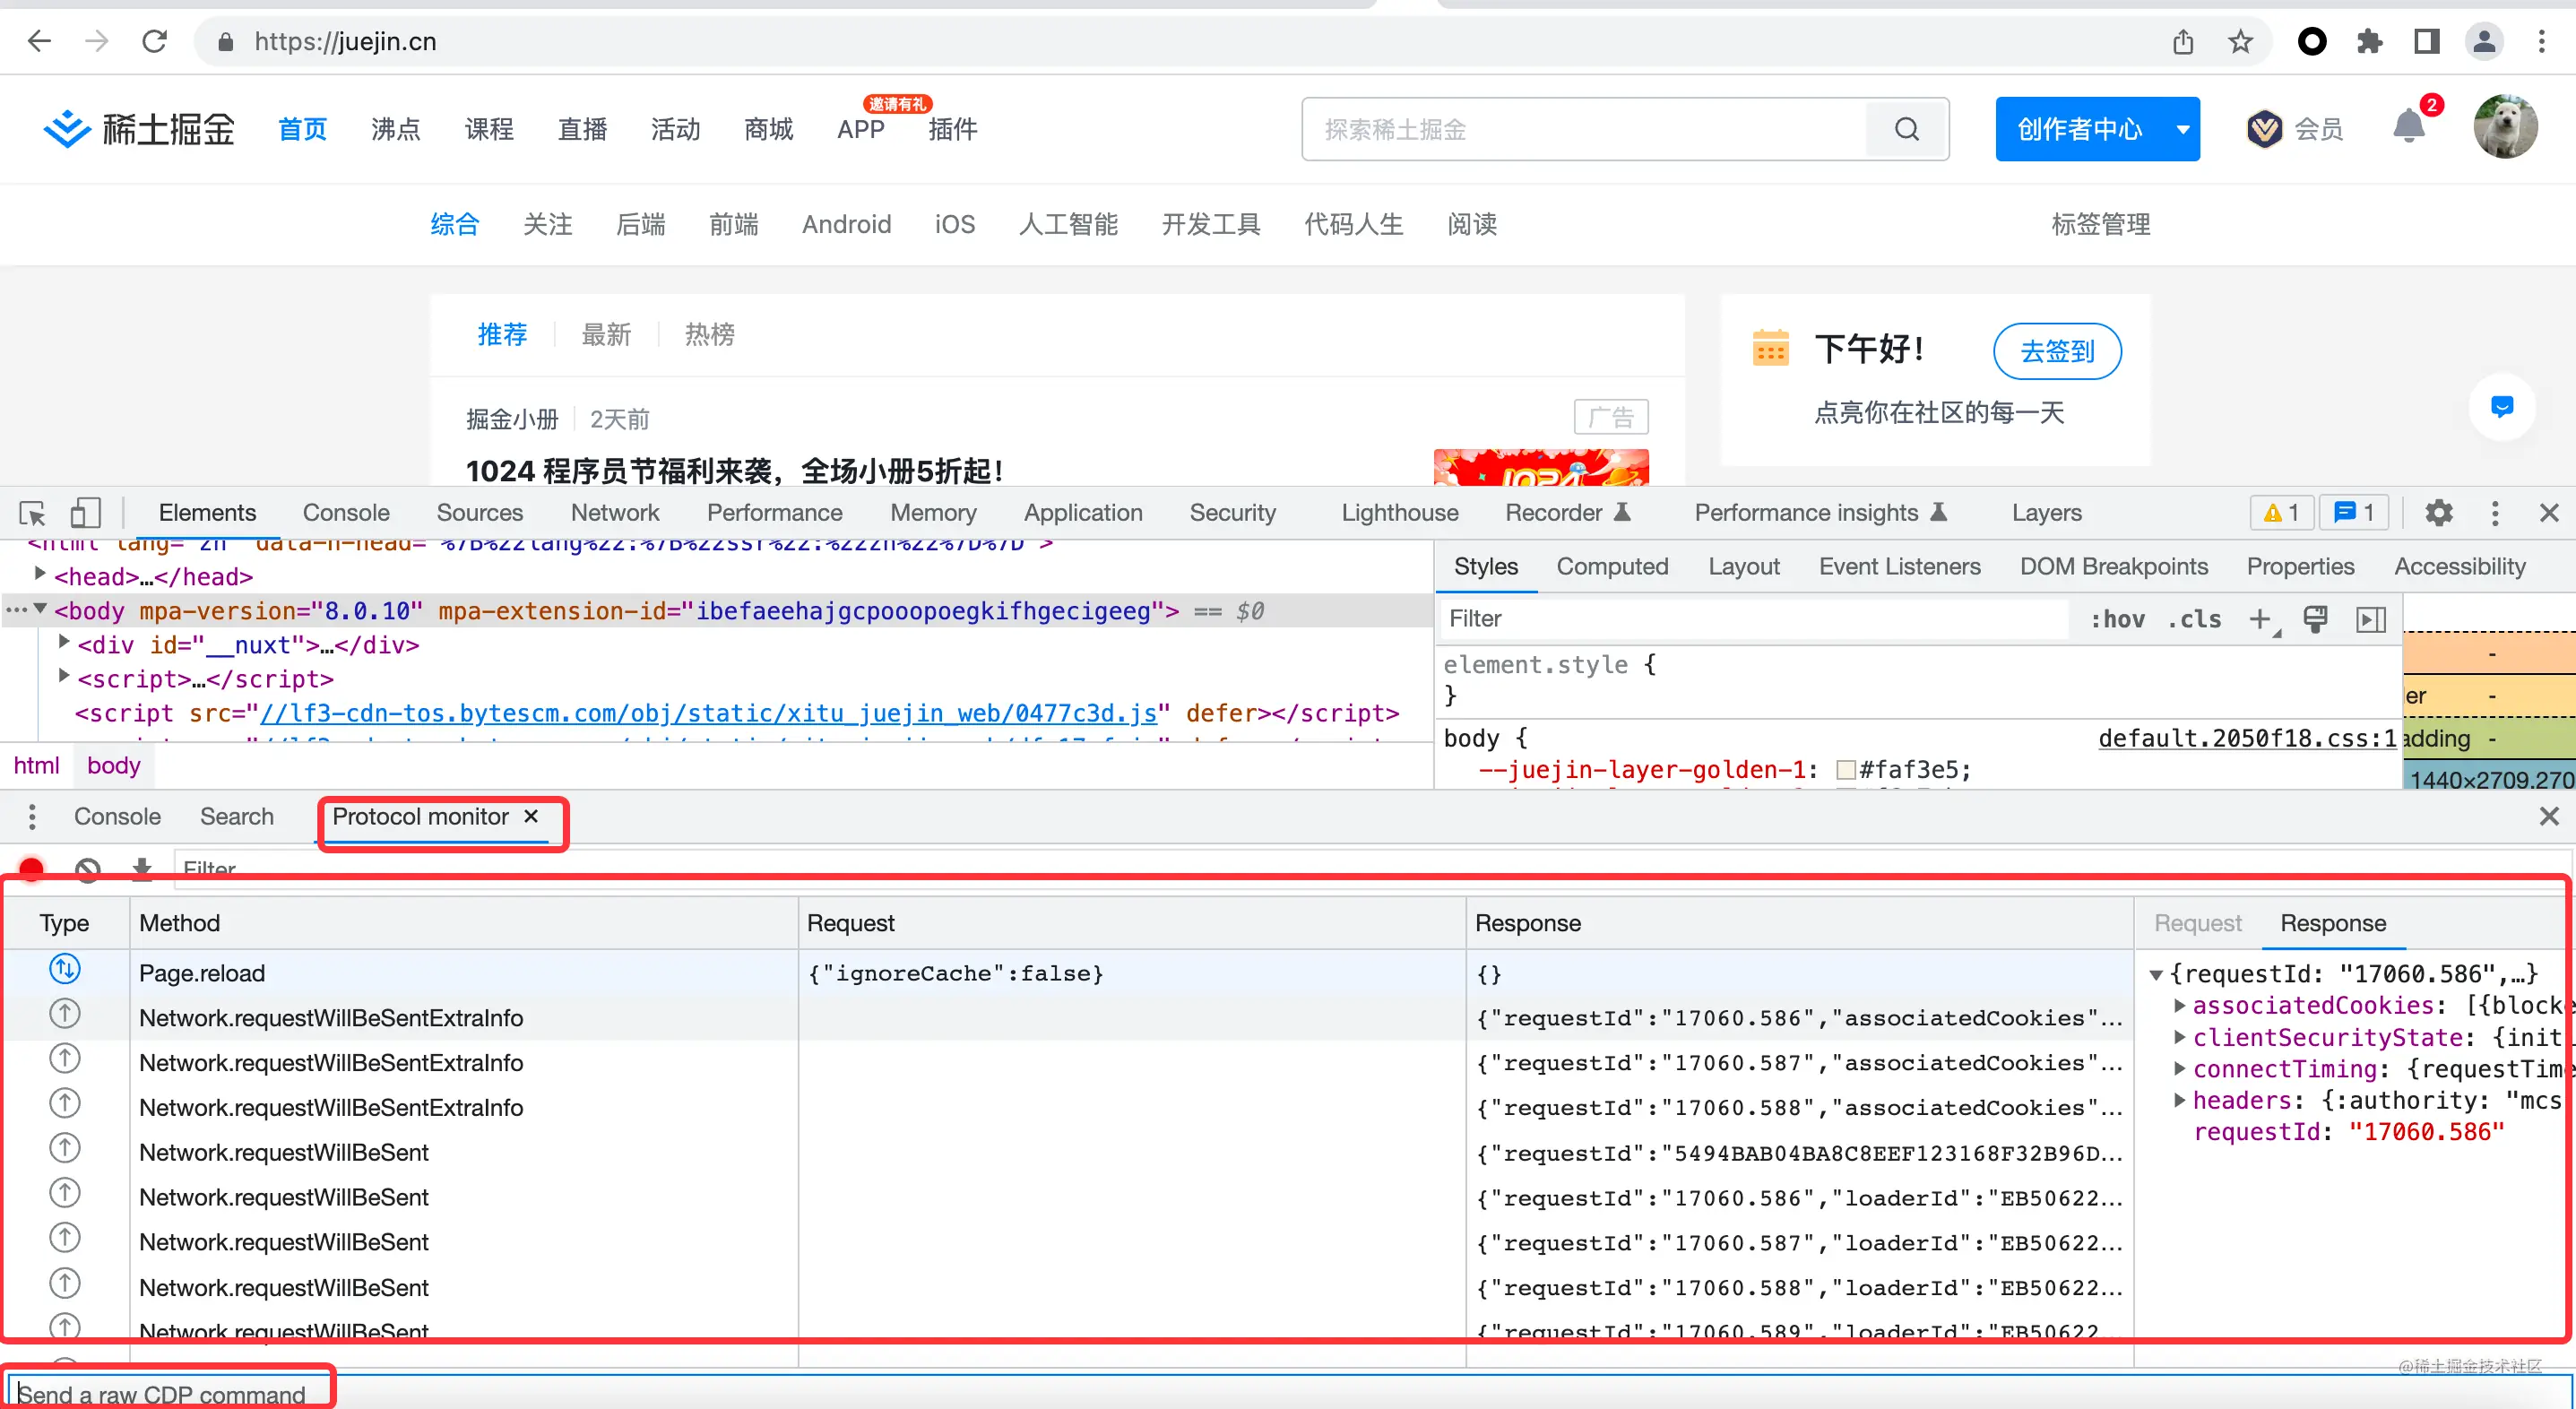 https://juejin.cn
稀土掘金 首页 沸点 课程 直播 活动 商城 APP 邀请有礼 插件 探索稀土掘金 创作者中心 会员 2
综合 关注 后端 前端 Android iOS 人工智能 开发工具 代码人生 阅读 标签管理
推荐 最新 热榜
下午好! 去签到
点亮你在社区的每一天
掘金小册 2天前 广告
1024 程序员节福利来袭，全场小册5折起!
1024
Elements Console Sources Network Performance Memory Application Security Lighthouse Recorder Performance insights Layers 1 1
<html lang="zh" data-n-head="%7B%22lang%22:%7B%22ssr%22:%22zh%22%7D%7D">
<head>…</head>
<body mpa-version="8.0.10" mpa-extension-id="ibefaeehajgcpooopoegkifhgecigeeg"> == $0
<div id="__nuxt">…</div>
<script>…</script>
<script src="//lf3-cdn-tos.bytescm.com/obj/static/xitu_juejin_web/0477c3d.js" defer></script>
html body
Styles Computed Layout Event Listeners DOM Breakpoints Properties Accessibility
Filter :hov .cls
element.style {
}
body { default.2050f18.css:1
--juejin-layer-golden-1: #faf3e5;
-
er -
adding -
1440×2709.270
Console Search Protocol monitor
Filter
Type Method Request Response
Page.reload {"ignoreCache":false} {}
Network.requestWillBeSentExtraInfo {"requestId":"17060.586","associatedCookies"…
Network.requestWillBeSentExtraInfo {"requestId":"17060.587","associatedCookies"…
Network.requestWillBeSentExtraInfo {"requestId":"17060.588","associatedCookies"…
Network.requestWillBeSent {"requestId":"5494BAB04BA8C8EEF123168F32B96D…
Network.requestWillBeSent {"requestId":"17060.586","loaderId":"EB50622…
Network.requestWillBeSent {"requestId":"17060.587","loaderId":"EB50622…
Network.requestWillBeSent {"requestId":"17060.588","loaderId":"EB50622…
Network.requestWillBeSent {"requestId":"17060.589","loaderId":"EB50622…
Request Response
{requestId: "17060.586",…}
associatedCookies: [{blocke
clientSecurityState: {initi
connectTiming: {requestTime
headers: {:authority: "mcs
requestId: "17060.586"
Send a raw CDP command
@稀土掘金技术社区